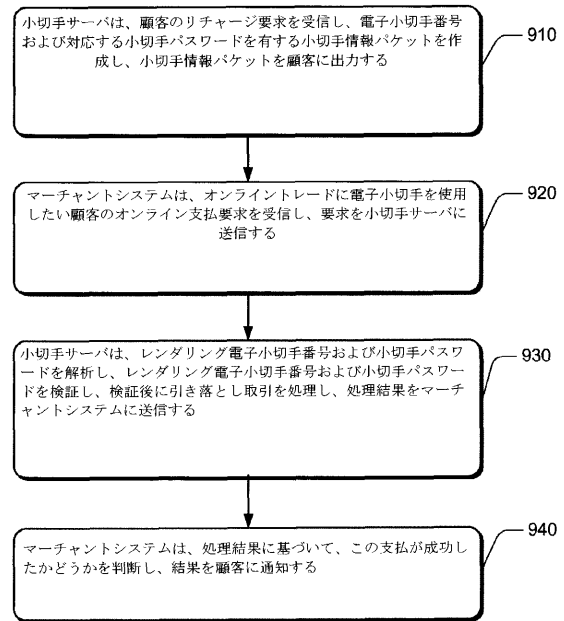 小切手サーバは、顧客のリチャージ要求を受信し、電子小切手番号
および対応する小切手パスワードを有する小切手情報パケットを作
成し、小切手情報パケットを顧客に出力する
910
マーチャントシステムは、オンライントレードに電子小切手を使用
したい顧客のオンライン支払要求を受信し、要求を小切手サーバに
送信する
920
小切手サーバは、レンダリング電子小切手番号および小切手パスワ
ードを解析し、レンダリング電子小切手番号および小切手パスワー
ドを検証し、検証後に引き落とし取引を処理し、処理結果をマーチ
ャントシステムに送信する
930
マーチャントシステムは、処理結果に基づいて、この支払が成功し
たかどうかを判断し、結果を顧客に通知する
940